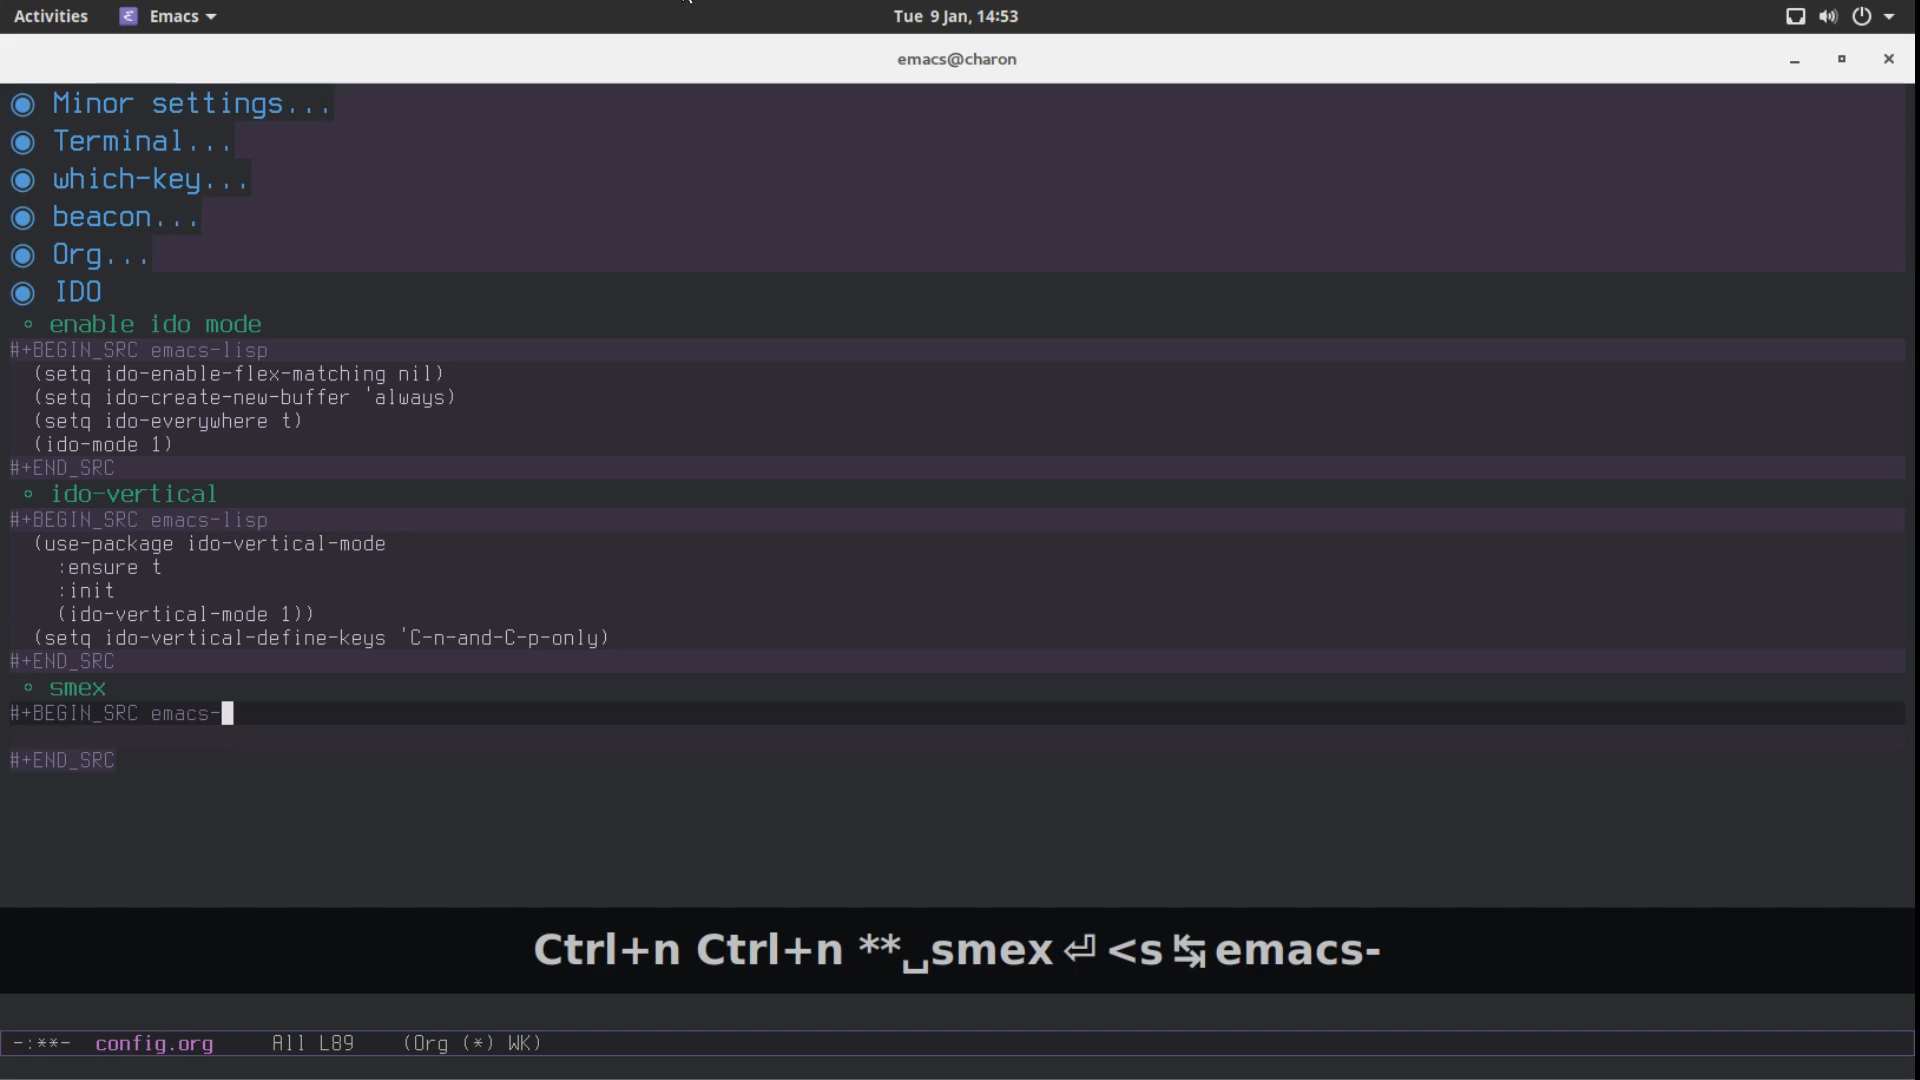 Activities Emacs Tue 9 Jan, 14:53
emacs@charon
Minor settings...
Terminal...
which-key...
beacon...
Org...
IDO
enable ido mode
#+BEGIN_SRC emacs-lisp
(setq ido-enable-flex-matching nil)
(setq ido-create-new-buffer 'always)
(setq ido-everywhere t)
(ido-mode 1)
#+END_SRC
ido-vertical
#+BEGIN_SRC emacs-lisp
(use-package ido-vertical-mode
:ensure t
:init
(ido-vertical-mode 1))
(setq ido-vertical-define-keys 'C-n-and-C-p-only)
#+END_SRC
smex
#+BEGIN_SRC emacs-
#+END_SRC
Ctrl+n Ctrl+n **␣smex ⏎ <s ↹ emacs-
-:**- config.org All L89 (Org (*) WK)